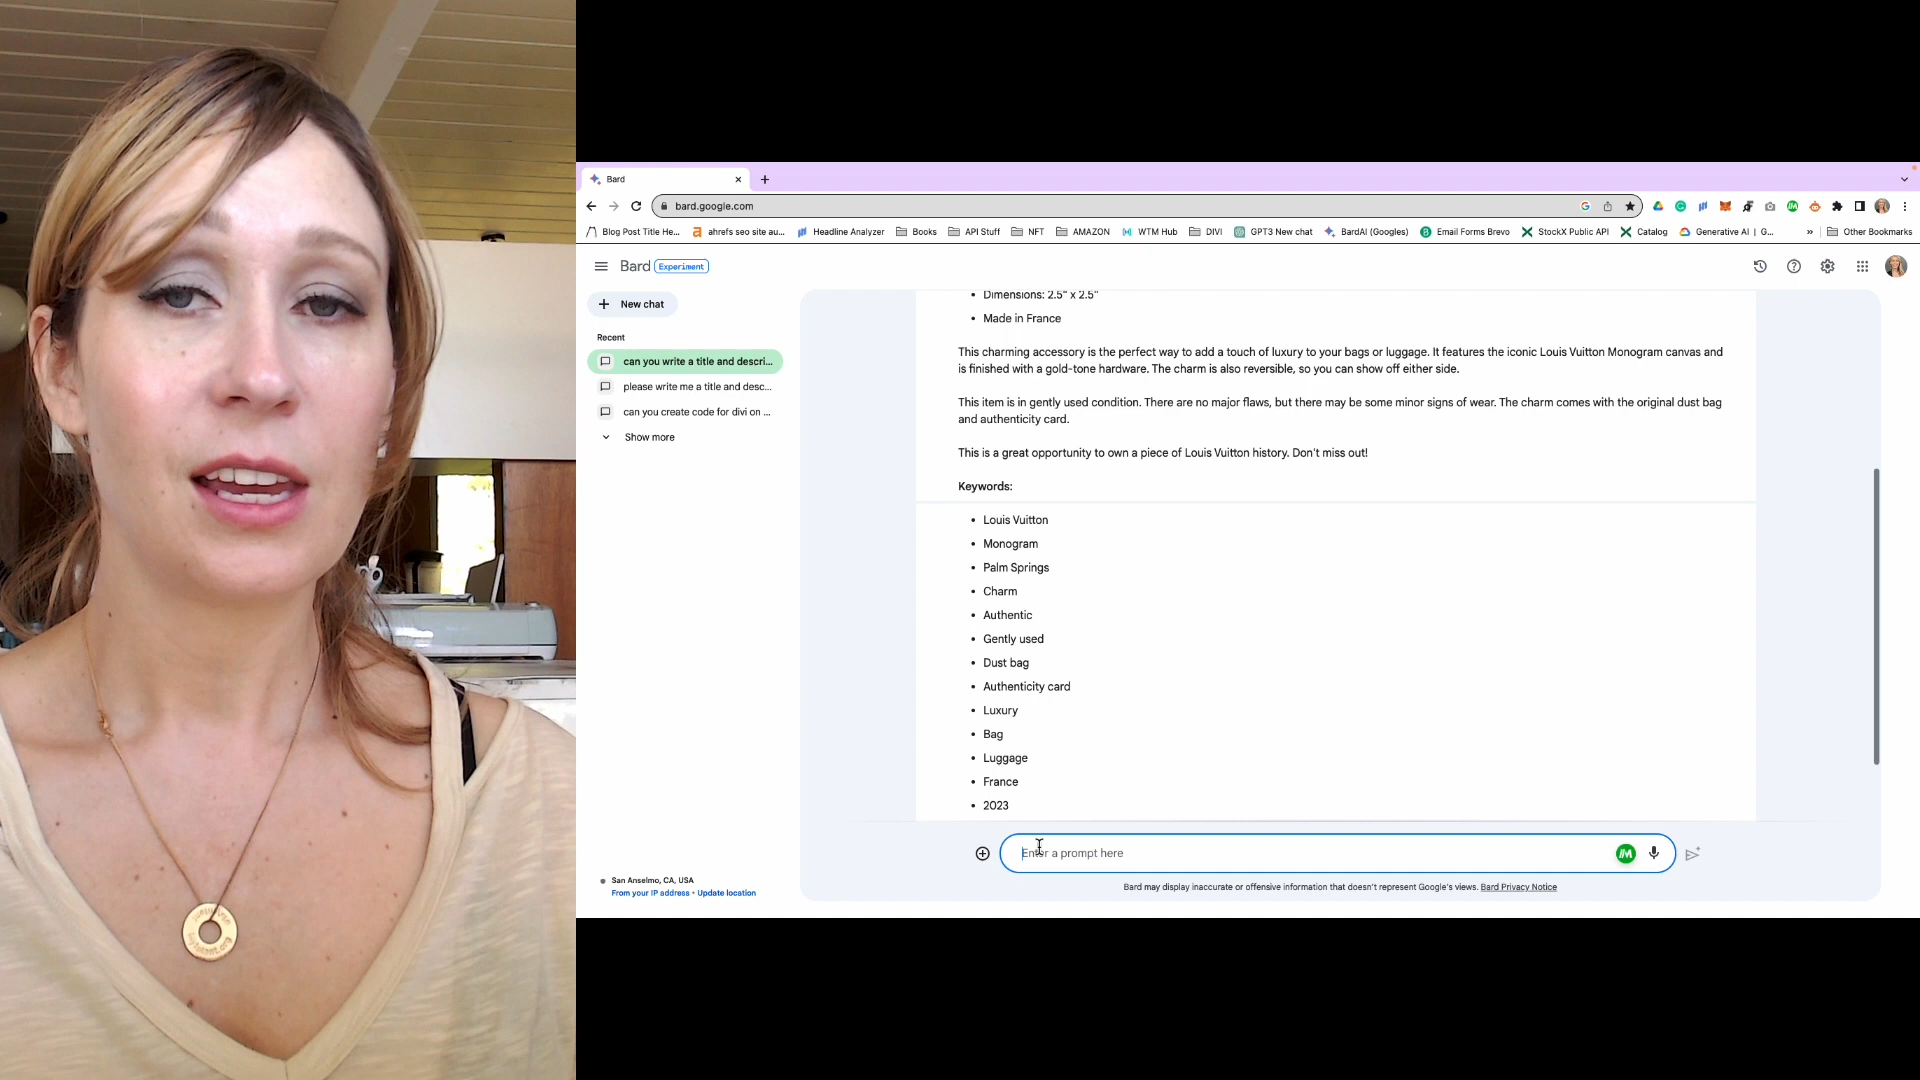 Bard
bard.google.com
Blog Post Title He...
ahrefs seo site au...
Headline Analyzer
Books
API Stuff
NFT
AMAZON
WTM Hub
DIVI
GPT3 New chat
BardAI (Googles)
Email Forms Brevo
StockX Public API
Catalog
Generative AI | G...
»
Other Bookmarks
Bard Experiment
New chat
Recent
can you write a title and descri...
please write me a title and desc...
can you create code for divi on ...
Show more
San Anselmo, CA, USA
From your IP address • Update location
• Dimensions: 2.5" x 2.5"
• Made in France
This charming accessory is the perfect way to add a touch of luxury to your bags or luggage. It features the iconic Louis Vuitton Monogram canvas and
is finished with a gold-tone hardware. The charm is also reversible, so you can show off either side.
This item is in gently used condition. There are no major flaws, but there may be some minor signs of wear. The charm comes with the original dust bag
and authenticity card.
This is a great opportunity to own a piece of Louis Vuitton history. Don't miss out!
Keywords:
• Louis Vuitton
• Monogram
• Palm Springs
• Charm
• Authentic
• Gently used
• Dust bag
• Authenticity card
• Luxury
• Bag
• Luggage
• France
• 2023
Enter a prompt here
Bard may display inaccurate or offensive information that doesn't represent Google's views. Bard Privacy Notice